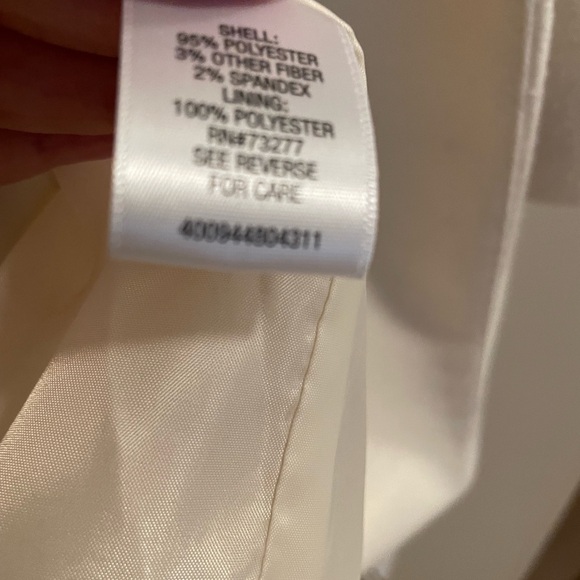 SHELL:
95% POLYESTER
3% OTHER FIBER
2% SPANDEX
LINING:
100% POLYESTER
RN#73277
SEE REVERSE
FOR CARE
400944804311